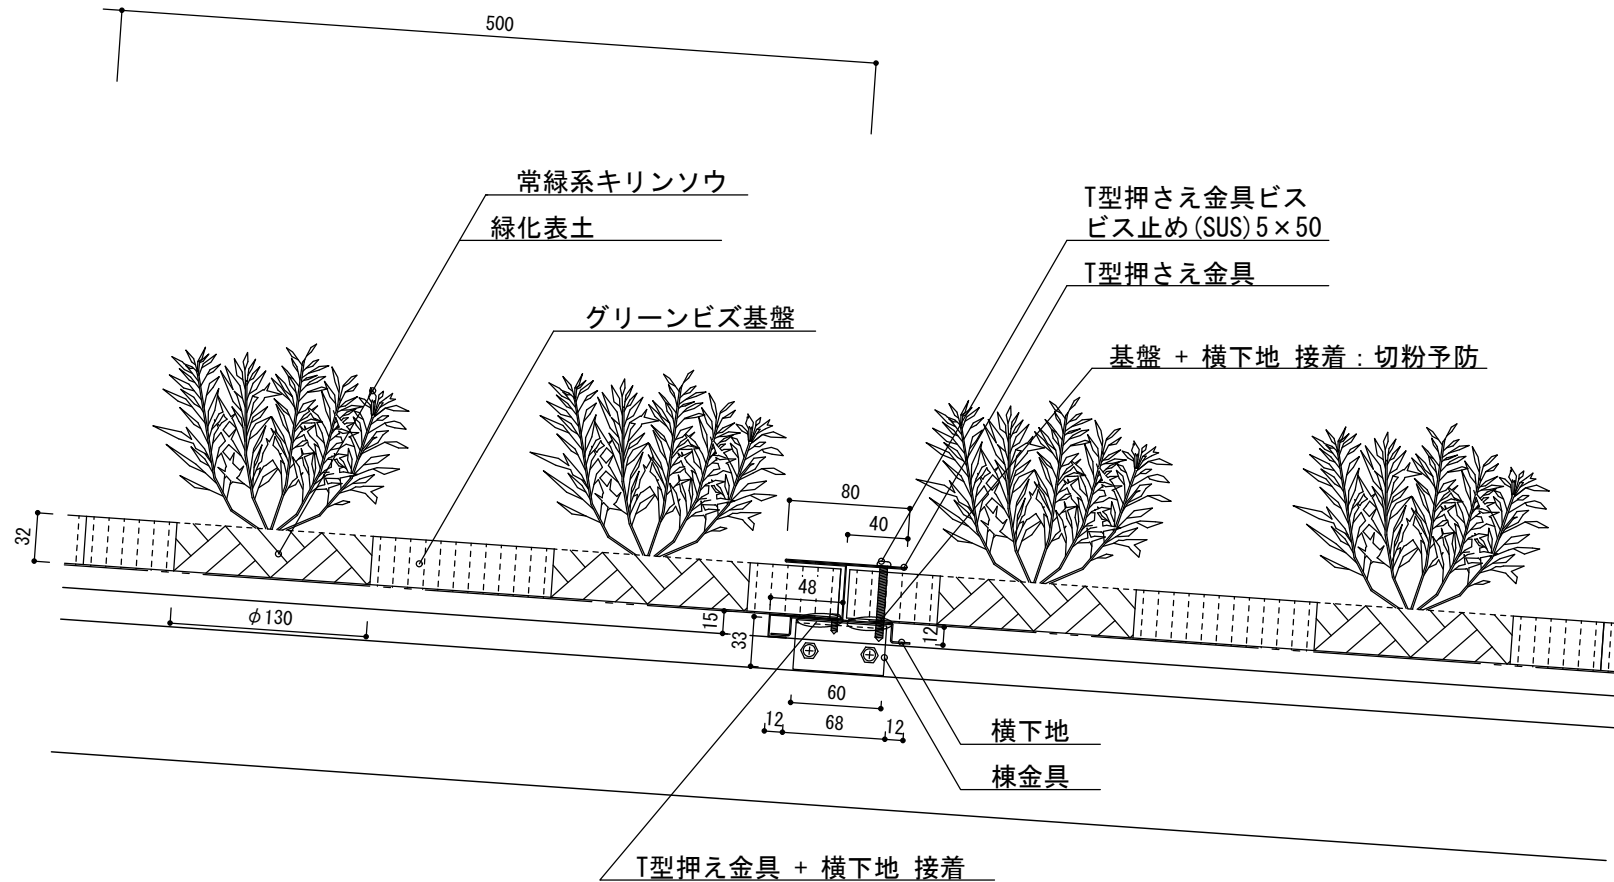 500
常緑系キリンソウ
緑化表土
T型押さえ金具ビス
ビス止め(SUS)5×50
T型押さえ金具
グリーンビズ基盤
基盤 + 横下地 接着：切粉予防
80
40
32
48
15
33
12
φ130
60
12
68
12
横下地
棟金具
T型押え金具 + 横下地 接着